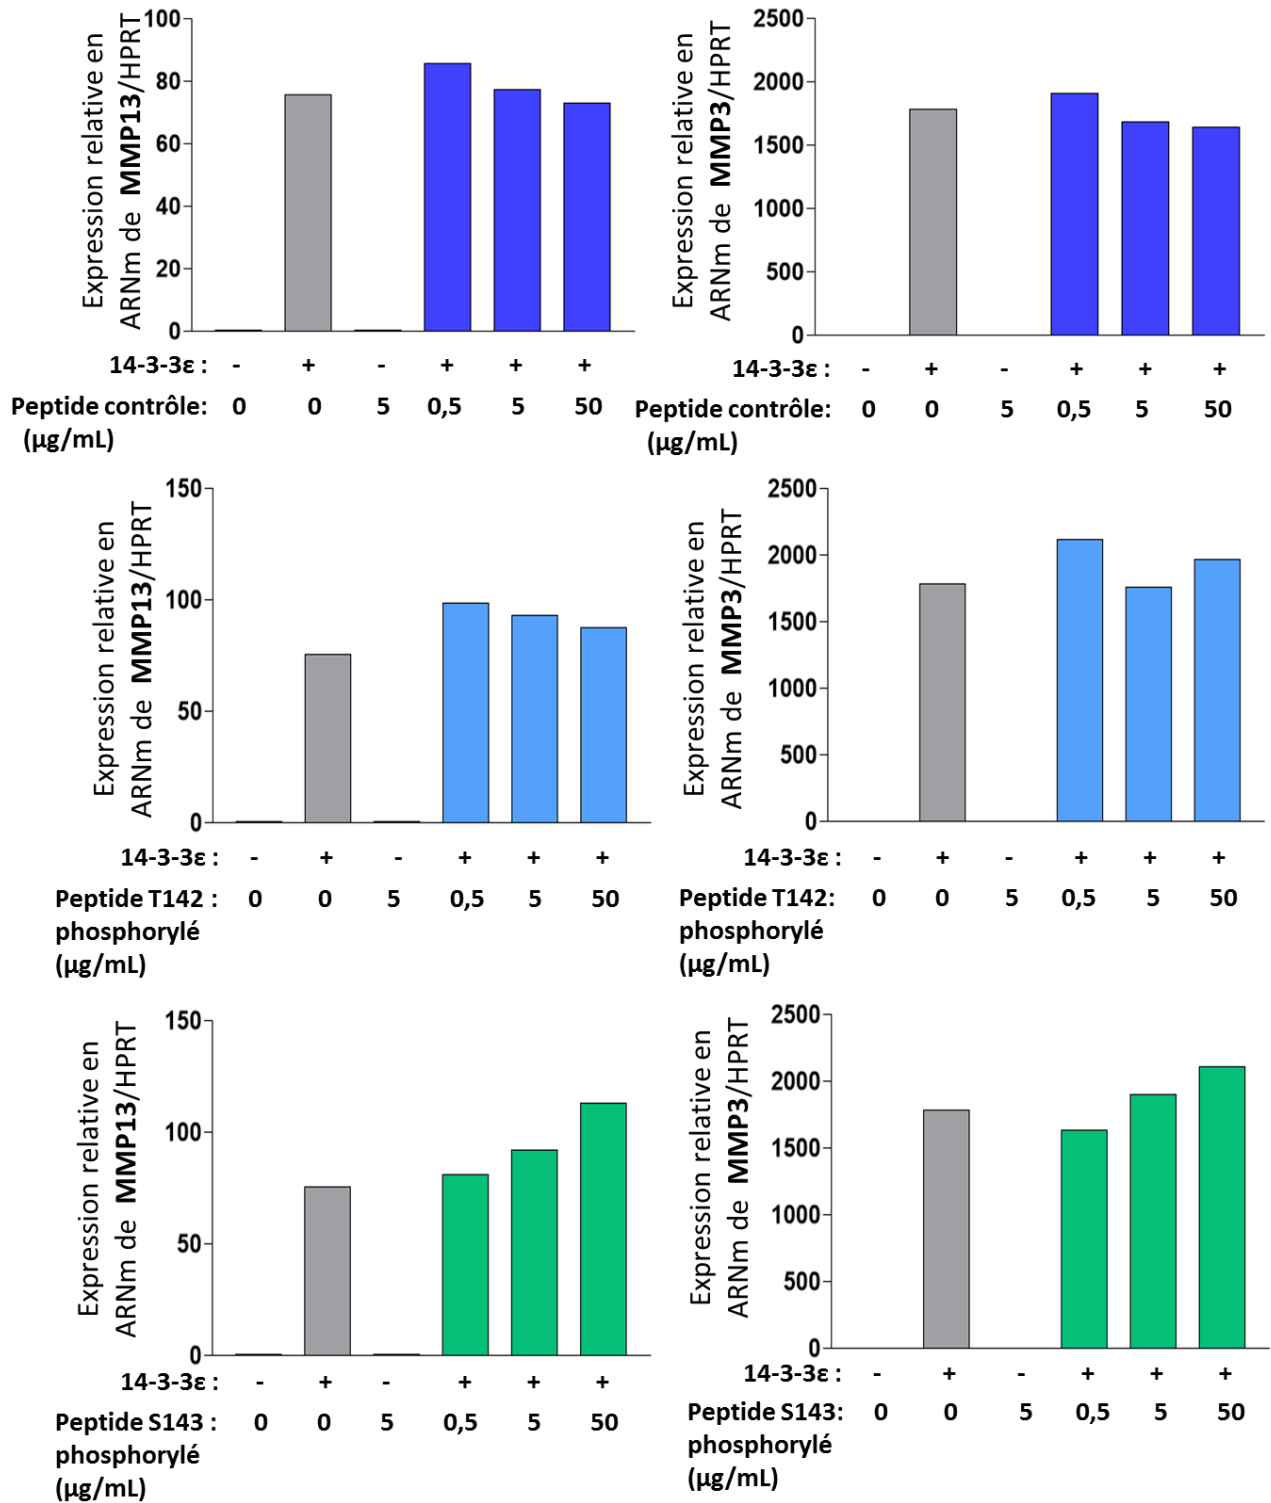 Expression relative en
ARNm de MMP13/HPRT
100
80
60
40
20
0
14-3-3ε : - + - + + +
Peptide contrôle: 0 0 5 0,5 5 50
(µg/mL)
Expression relative en
ARNm de MMP3/HPRT
2500
2000
1500
1000
500
0
14-3-3ε : - + - + + +
Peptide contrôle: 0 0 5 0,5 5 50
(µg/mL)
Expression relative en
ARNm de MMP13/HPRT
150
100
50
0
14-3-3ε : - + - + + +
Peptide T142 : 0 0 5 0,5 5 50
phosphorylé
(µg/mL)
Expression relative en
ARNm de MMP3/HPRT
2500
2000
1500
1000
500
0
14-3-3ε : - + - + + +
Peptide T142: 0 0 5 0,5 5 50
phosphorylé
(µg/mL)
Expression relative en
ARNm de MMP13/HPRT
150
100
50
0
14-3-3ε : - + - + + +
Peptide S143 : 0 0 5 0,5 5 50
phosphorylé
(µg/mL)
Expression relative en
ARNm de MMP3/HPRT
2500
2000
1500
1000
500
0
14-3-3ε : - + - + + +
Peptide S143: 0 0 5 0,5 5 50
phosphorylé
(µg/mL)